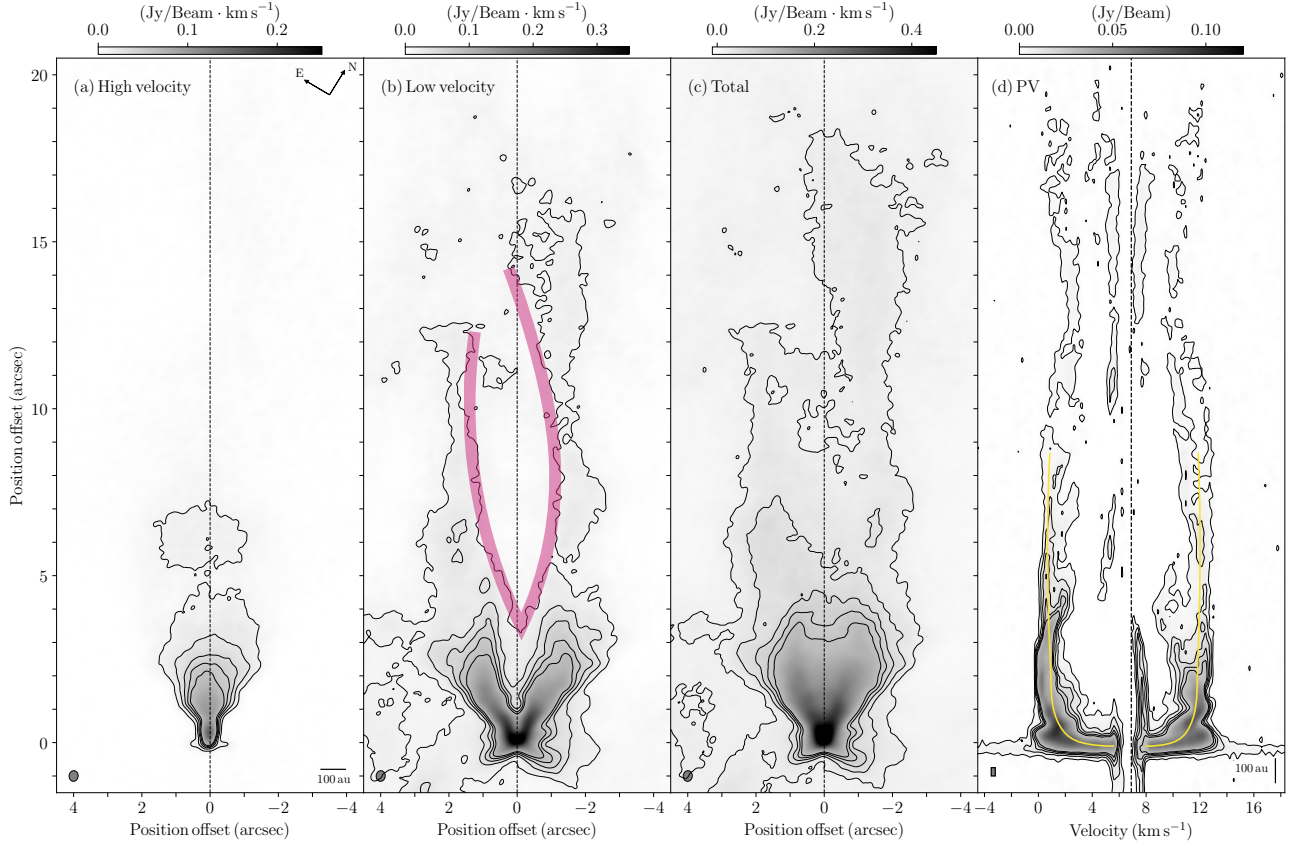 (Jy/Beam · km s⁻¹) (Jy/Beam · km s⁻¹) (Jy/Beam · km s⁻¹) (Jy/Beam)
0.0 0.1 0.2 0.0 0.1 0.2 0.3 0.0 0.2 0.4 0.00 0.05 0.10
(a) High velocity E N (b) Low velocity (c) Total (d) PV
20
15
10
5
0
Position offset (arcsec)
100 au 100 au
4 2 0 −2 −4 4 2 0 −2 −4 4 2 0 −2 −4 −4 0 4 8 12 16
Position offset (arcsec) Position offset (arcsec) Position offset (arcsec) Velocity (km s⁻¹)